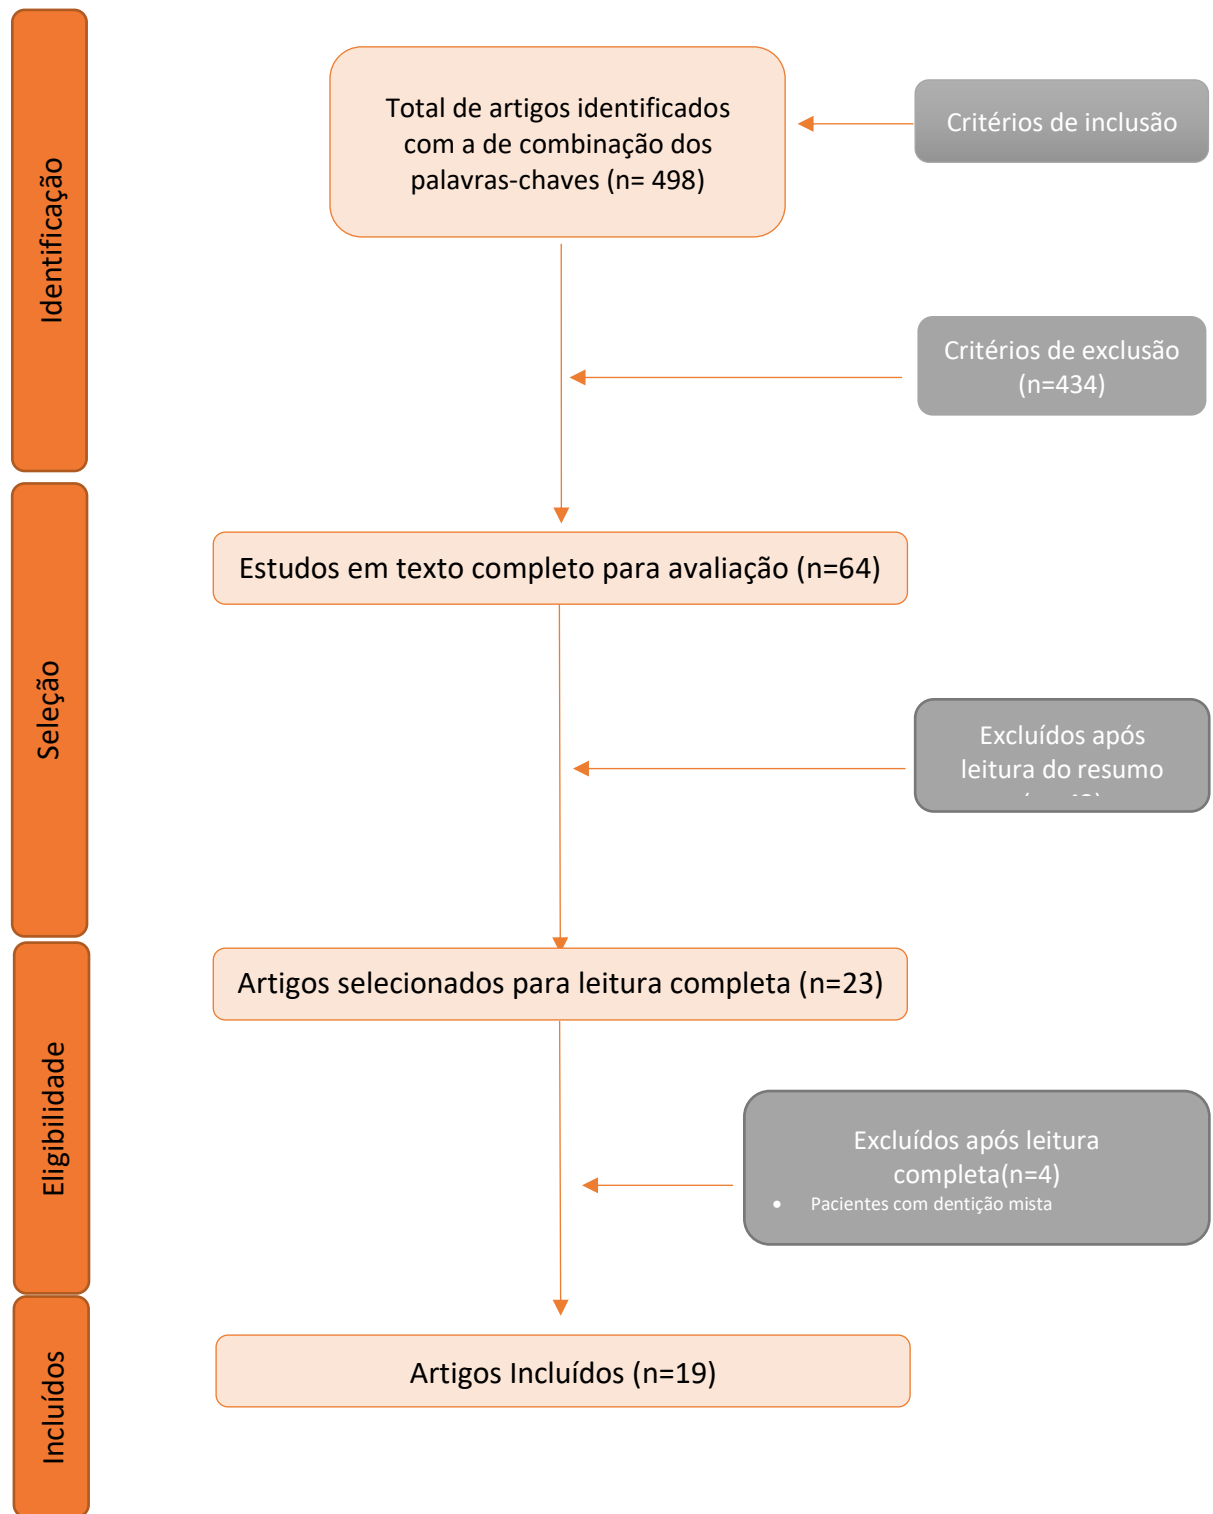 Identificação
Total de artigos identificados
com a de combinação dos
palavras-chaves (n= 498)
Critérios de inclusão
Critérios de exclusão
(n=434)
Seleção
Estudos em texto completo para avaliação (n=64)
Excluídos após
leitura do resumo
Eligibilidade
Artigos selecionados para leitura completa (n=23)
Excluídos após leitura
completa(n=4)
• Pacientes com dentição mista
Incluídos
Artigos Incluídos (n=19)